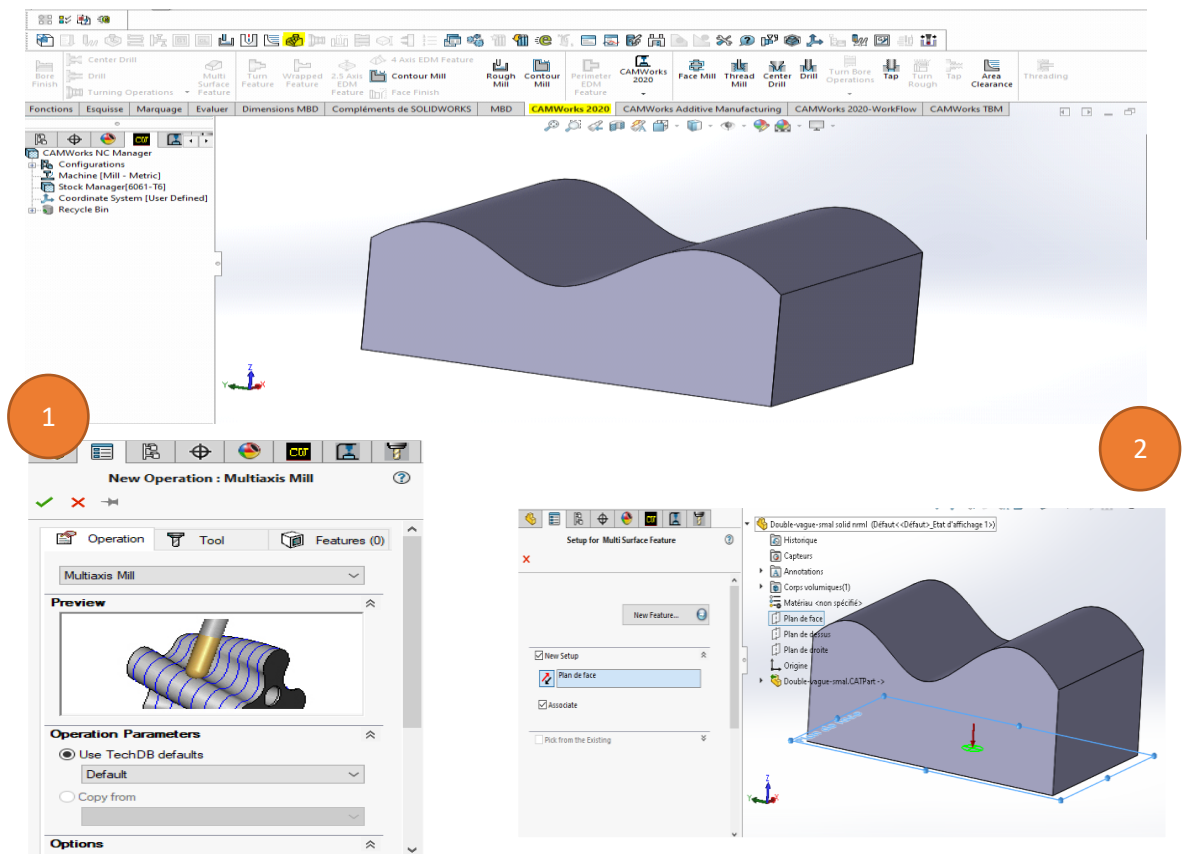 Center Drill
4 Axis EDM Feature
Bore Finish
Drill
Multi Surface Feature
Turn Feature
Wrapped Feature
2.5 Axis EDM Feature
Contour Mill
Rough Mill
Contour Mill
Perimeter EDM Feature
CAMWorks 2020
Face Mill
Thread Mill
Center Drill
Drill
Turn Bore Operations
Tap
Turn Rough
Tap
Area Clearance
Threading
Turning Operations
Face Finish
Fonctions
Esquisse
Marquage
Evaluer
Dimensions MBD
Compléments de SOLIDWORKS
MBD
CAMWorks 2020
CAMWorks Additive Manufacturing
CAMWorks 2020-WorkFlow
CAMWorks TBM
CAMWorks NC Manager
Configurations
Machine [Mill - Metric]
Stock Manager[6061-T6]
Coordinate System [User Defined]
Recycle Bin
Z
Y
X
1
2
New Operation : Multiaxis Mill
Operation
Tool
Features (0)
Multiaxis Mill
Preview
Operation Parameters
Use TechDB defaults
Default
Copy from
Options
Setup for Multi Surface Feature
New Feature...
New Setup
Plan de face
Associate
Pick from the Existing
Double-vague-smal solid nrml (Défaut<<Défaut>_Etat d'affichage 1>)
Historique
Capteurs
Annotations
Corps volumiques(1)
Matériau <non spécifié>
Plan de face
Plan de dessus
Plan de droite
Origine
Double-vague-smal.CATPart ->
Z
Y
X